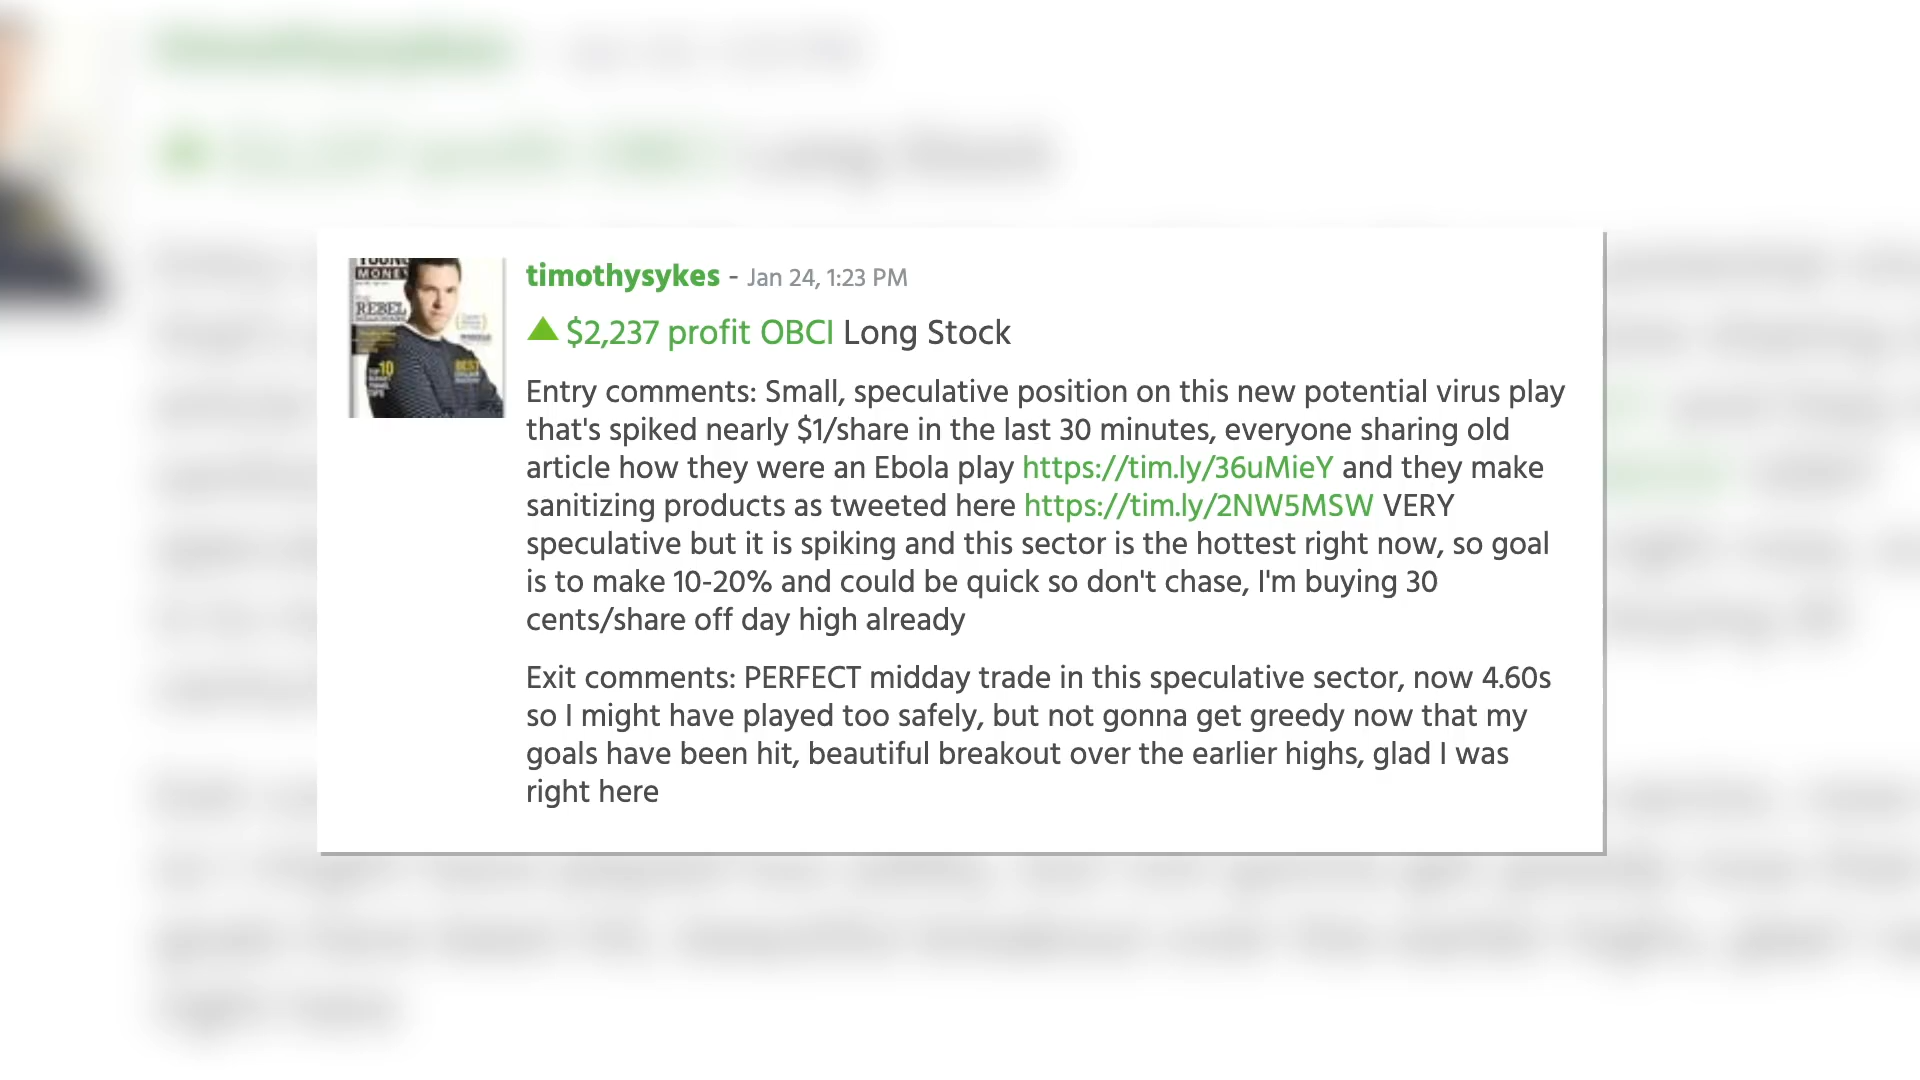 timothysykes - Jan 24, 1:23 PM
$2,237 profit OBCI Long Stock
Entry comments: Small, speculative position on this new potential virus play
that's spiked nearly $1/share in the last 30 minutes, everyone sharing old
article how they were an Ebola play https://tim.ly/36uMieY and they make
sanitizing products as tweeted here https://tim.ly/2NW5MSW VERY
speculative but it is spiking and this sector is the hottest right now, so goal
is to make 10-20% and could be quick so don't chase, I'm buying 30
cents/share off day high already
Exit comments: PERFECT midday trade in this speculative sector, now 4.60s
so I might have played too safely, but not gonna get greedy now that my
goals have been hit, beautiful breakout over the earlier highs, glad I was
right here
YOUNG
MONEY
REBEL
10
BEST